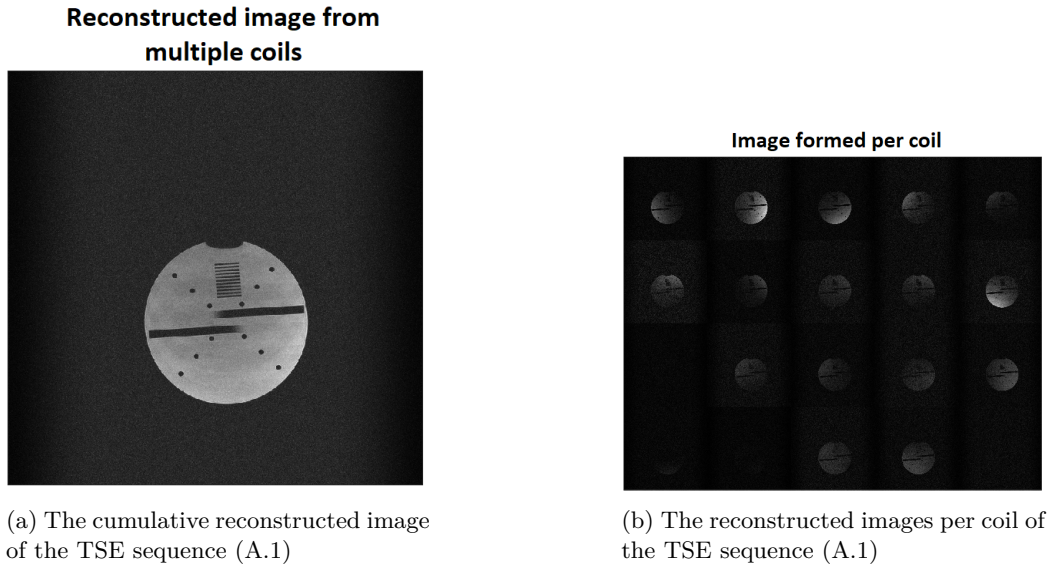 Reconstructed image from
multiple coils
Image formed per coil
(a) The cumulative reconstructed image
of the TSE sequence (A.1)
(b) The reconstructed images per coil of
the TSE sequence (A.1)